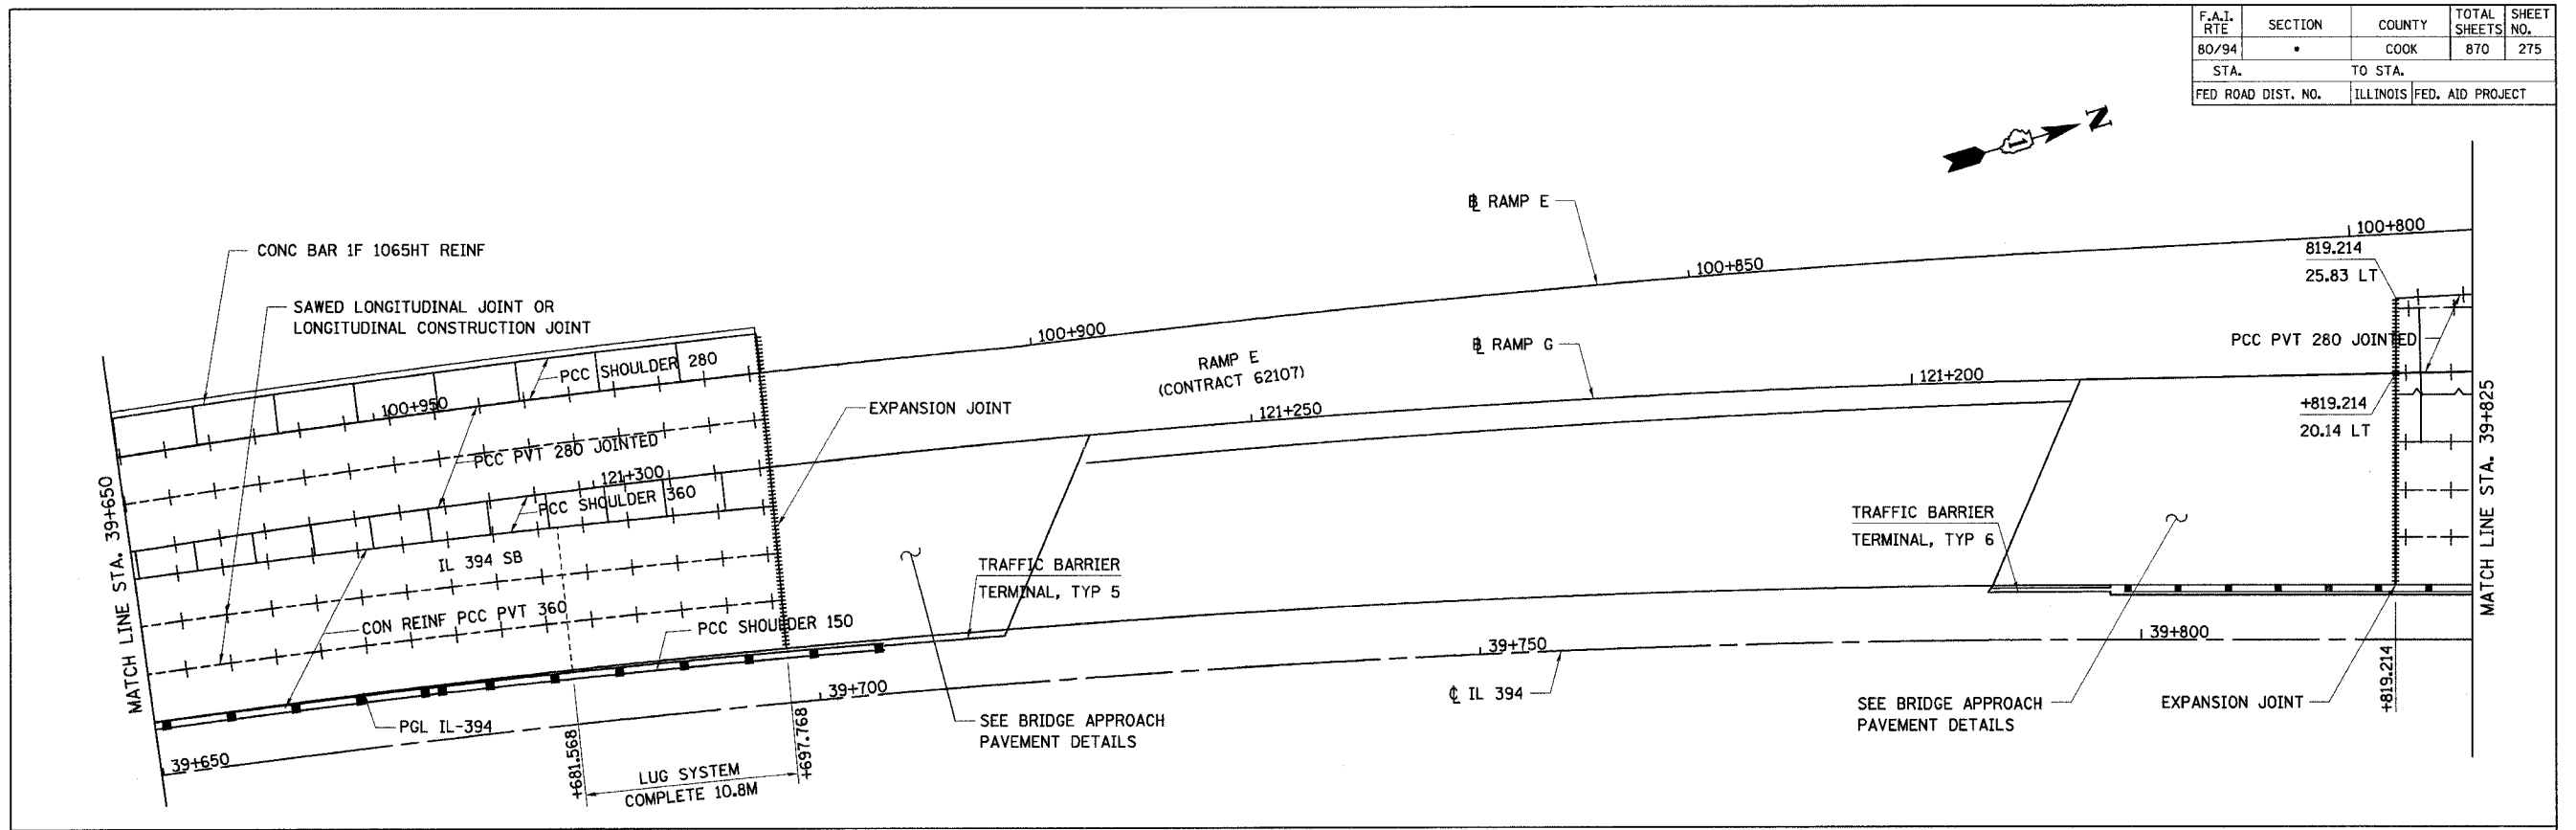 F.A.I. RTE SECTION COUNTY TOTAL SHEETS SHEET NO.
80/94 * COOK 870 275
STA. TO STA.
FED ROAD DIST. NO. ILLINOIS FED. AID PROJECT
N
CONC BAR 1F 1065HT REINF
SAWED LONGITUDINAL JOINT OR
LONGITUDINAL CONSTRUCTION JOINT
PCC SHOULDER 280
100+950
PCC PVT 280 JOINTED
121+300
PCC SHOULDER 360
IL 394 SB
CON REINF PCC PVT 360
PCC SHOULDER 150
PGL IL-394
MATCH LINE STA. 39+650
39+650
+681.568
LUG SYSTEM
COMPLETE 10.8M
+697.768
39+700
EXPANSION JOINT
TRAFFIC BARRIER
TERMINAL, TYP 5
SEE BRIDGE APPROACH
PAVEMENT DETAILS
100+900
RAMP E
(CONTRACT 62107)
121+250
℄ RAMP E
100+850
℄ RAMP G
121+200
39+750
℄ IL 394
TRAFFIC BARRIER
TERMINAL, TYP 6
SEE BRIDGE APPROACH
PAVEMENT DETAILS
39+800
EXPANSION JOINT
+819.214
100+800
819.214
25.83 LT
PCC PVT 280 JOINTED
+819.214
20.14 LT
MATCH LINE STA. 39+825